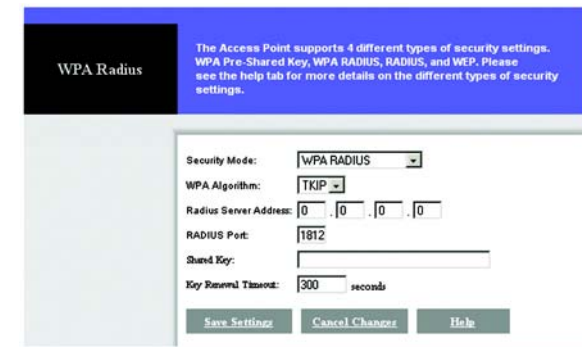 WPA Radius
The Access Point supports 4 different types of security settings.
WPA Pre-Shared Key, WPA RADIUS, RADIUS, and WEP. Please
see the help tab for more details on the different types of security
settings.
Security Mode: WPA RADIUS
WPA Algorithm: TKIP
Radius Server Address: 0 . 0 . 0 . 0
RADIUS Port: 1812
Shared Key:
Key Renewal Timeout: 300 seconds
Save Settings Cancel Changes Help